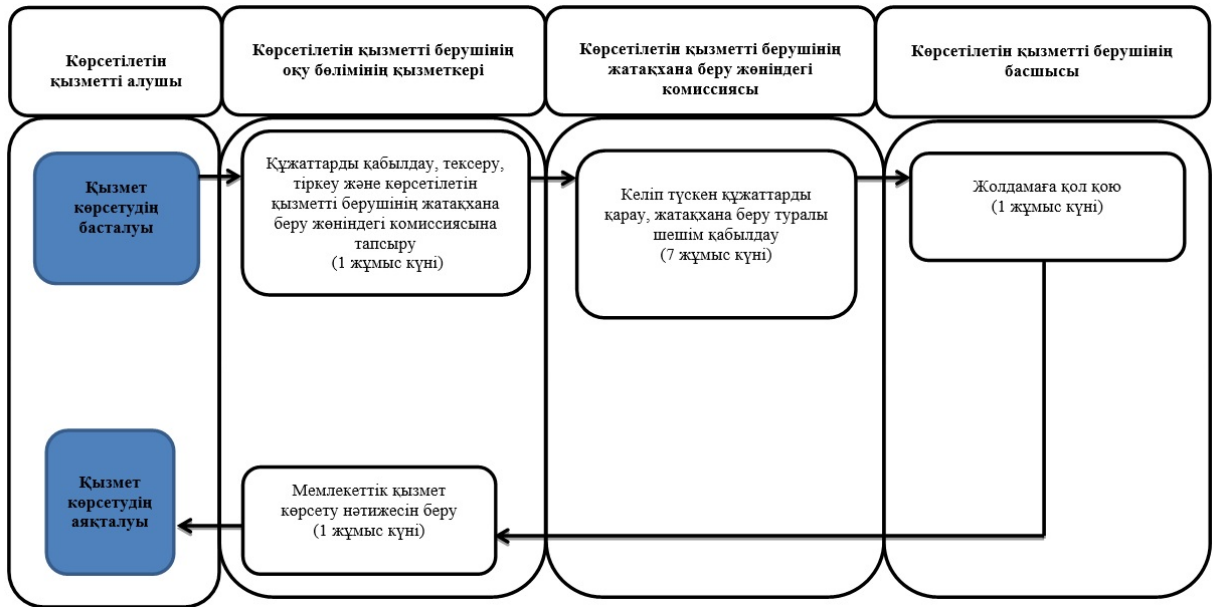 Көрсетілетін
қызметті алушы
Көрсетілетін қызметті берушінің
оқу бөлімінің қызметкері
Көрсетілетін қызметті берушінің
жатақхана беру жөніндегі
комиссиясы
Көрсетілетін қызметті берушінің
басшысы
Қызмет
көрсетудің
басталуы
Құжаттарды қабылдау, тексеру,
тіркеу және көрсетілетін
қызметті берушінің жатақхана
беру жөніндегі комиссиясына
тапсыру
(1 жұмыс күні)
Келіп түскен құжаттарды
қарау, жатақхана беру туралы
шешім қабылдау
(7 жұмыс күні)
Жолдамаға қол қою
(1 жұмыс күні)
Қызмет
көрсетудің
аяқталуы
Мемлекеттік қызмет
көрсету нәтижесін беру
(1 жұмыс күні)